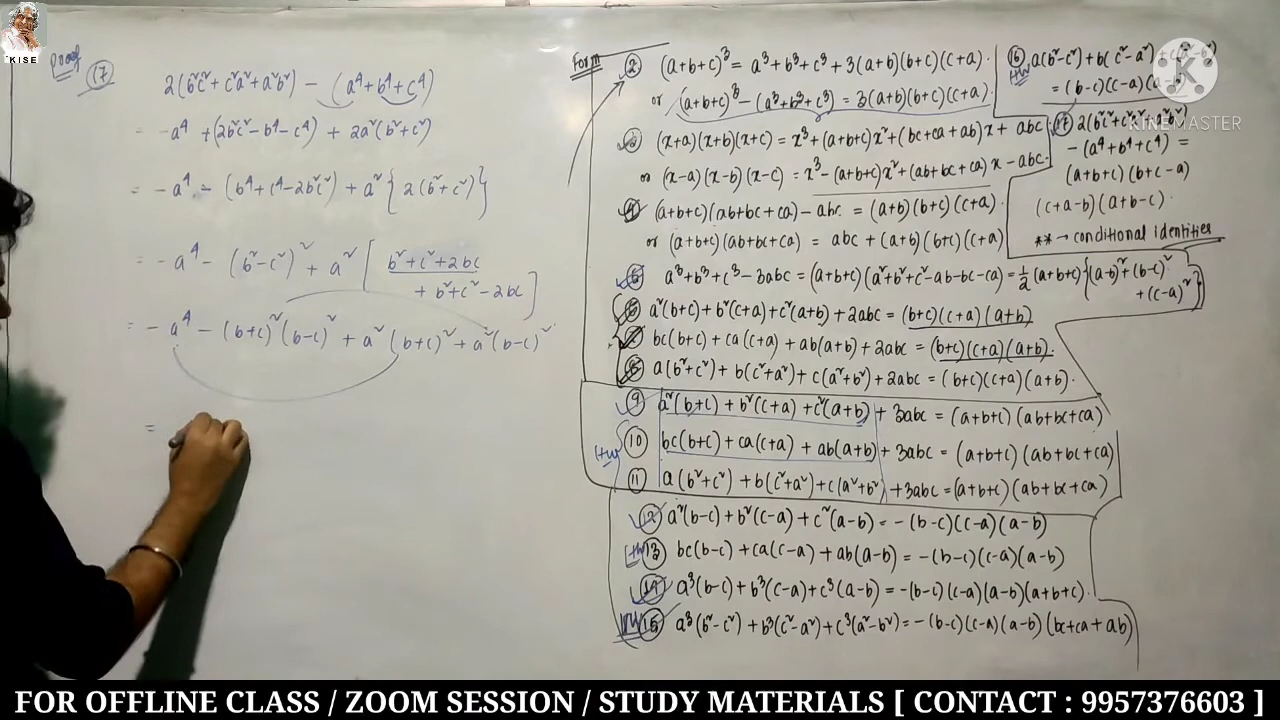 KISE
Proof
(17)
2(b²c² + c²a² + a²b²) - (a⁴+b⁴+c⁴)
= -a⁴ + (2b²c² - b⁴ - c⁴) + 2a²(b²+c²)
= -a⁴ - (b⁴+c⁴-2b²c²) + a² { 2(b²+c²) }
= -a⁴ - (b²-c²)² + a² [ b²+c²+2bc
+ b²+c²-2bc ]
= -a⁴ - (b+c)²(b-c)² + a²(b+c)² + a²(b-c)²
=
Form
(2) (a+b+c)³ = a³+b³+c³+3(a+b)(b+c)(c+a)
or (a+b+c)³-(a³+b³+c³) = 3(a+b)(b+c)(c+a)
(x+a)(x+b)(x+c) = x³+(a+b+c)x²+(bc+ca+ab)x+abc
or (x-a)(x-b)(x-c) = x³-(a+b+c)x²+(ab+bc+ca)x-abc
(4) (a+b+c)(ab+bc+ca)-abc = (a+b)(b+c)(c+a)
or (a+b+c)(ab+bc+ca) = abc+(a+b)(b+c)(c+a)
a³+b³+c³-3abc = (a+b+c)(a²+b²+c²-ab-bc-ca) = 1/2 (a+b+c){(a-b)²+(b-c)²
+(c-a)²}
a²(b+c)+b²(c+a)+c²(a+b)+2abc = (b+c)(c+a)(a+b)
bc(b+c)+ca(c+a)+ab(a+b)+2abc = (b+c)(c+a)(a+b).
(8) a(b²+c²)+b(c²+a²)+c(a²+b²)+2abc = (b+c)(c+a)(a+b).
(9) a²(b+c)+b²(c+a)+c²(a+b)+3abc = (a+b+c)(ab+bc+ca)
HW
(10) bc(b+c)+ca(c+a)+ab(a+b)+3abc = (a+b+c)(ab+bc+ca)
(11) a(b²+c²)+b(c²+a²)+c(a²+b²)+3abc = (a+b+c)(ab+bc+ca)
(12) a²(b-c)+b²(c-a)+c²(a-b) = -(b-c)(c-a)(a-b)
HW (13) bc(b-c)+ca(c-a)+ab(a-b) = -(b-c)(c-a)(a-b)
(14) a³(b-c)+b³(c-a)+c³(a-b) = -(b-c)(c-a)(a-b)(a+b+c).
HW (15) a³(b²-c²)+b³(c²-a²)+c³(a²-b²) = -(b-c)(c-a)(a-b)(bc+ca+ab)
(16) a(b²-c²)+b(c²-a²)+c(a²-b²)
HW = (b-c)(c-a)(a-b)
(17) 2(b²c²+c²a²+a²b²)
-(a⁴+b⁴+c⁴) =
(a+b+c)(b+c-a)
(c+a-b)(a+b-c).
** → conditional identities
KINEMASTER
FOR OFFLINE CLASS / ZOOM SESSION / STUDY MATERIALS [ CONTACT : 9957376603 ]